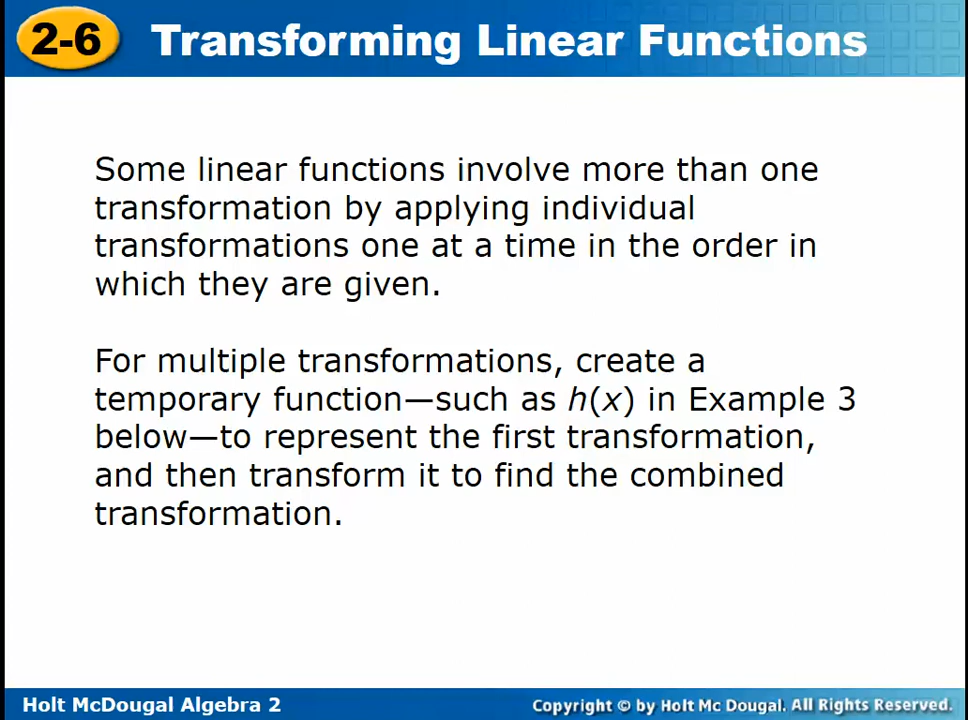 2-6 Transforming Linear Functions
Some linear functions involve more than one
transformation by applying individual
transformations one at a time in the order in
which they are given.
For multiple transformations, create a
temporary function—such as h(x) in Example 3
below—to represent the first transformation,
and then transform it to find the combined
transformation.
Holt McDougal Algebra 2
Copyright © by Holt Mc Dougal. All Rights Reserved.